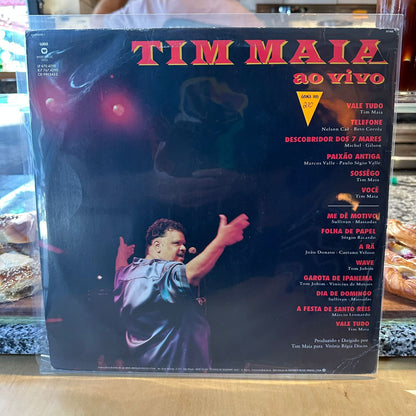 TIM MAIA
ao vivo
VALE TUDO
Tim Maia
TELEFONE
Nelson Cae - Beto Corrêa
DESCOBRIDOR DOS 7 MARES
Michel - Gilson
PAIXÃO ANTIGA
Marcos Valle - Paulo Sérgio Valle
SOSSÊGO
Tim Maia
VOCÊ
Tim Maia
ME DÊ MOTIVO
Sullivan - Massadas
FOLHA DE PAPEL
Sérgio Ricardo
A RÃ
João Donato - Caetano Veloso
WAVE
Tom Jobim
GAROTA DE IPANEMA
Tom Jobim - Vinicius de Moraes
DIA DE DOMINGO
Sullivan - Massadas
A FESTA DE SANTO REIS
Márcio Leonardo
VALE TUDO
Tim Maia
Produzido e Dirigido por
Tim Maia para Vitória Régia Discos